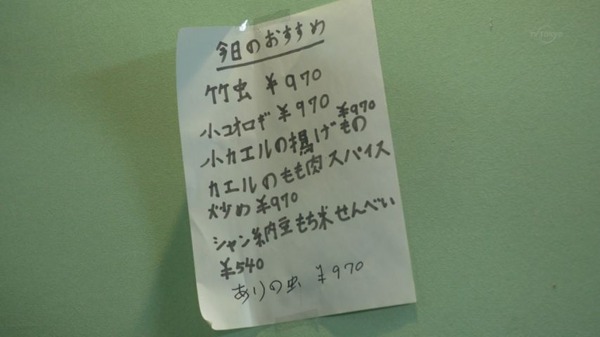 今日のおすすめ
竹虫 ¥970
小コオロギ ¥970
小カエルの揚げもの ¥970
カエルのもも肉スパイス
炒め ¥970
シャン納豆もち米せんべい
¥540
ありの虫 ¥970